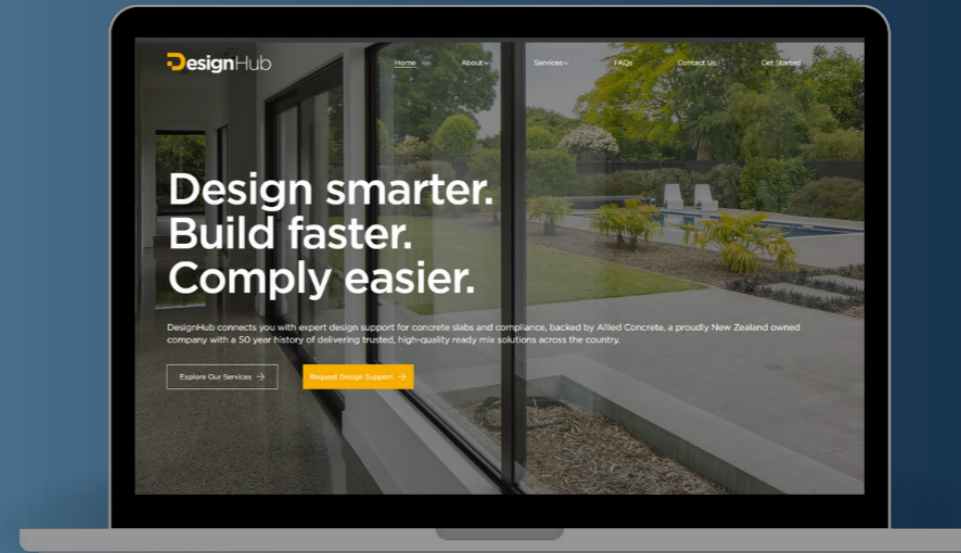 DesignHub
Home
About
Services
FAQs
Contact Us
Get Started
Design smarter.
Build faster.
Comply easier.
DesignHub connects you with expert design support for concrete slabs and compliance, backed by Allied Concrete, a proudly New Zealand owned
company with a 50 year history of delivering trusted, high-quality ready mix solutions across the country.
Explore Our Services →
Request Design Support →